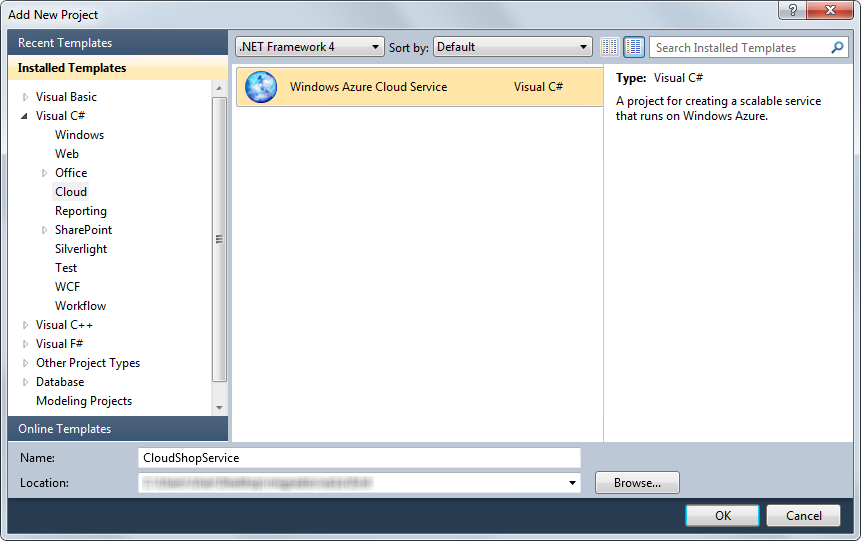 Add New Project
Recent Templates
Installed Templates
Visual Basic
Visual C#
Windows
Web
Office
Cloud
Reporting
SharePoint
Silverlight
Test
WCF
Workflow
Visual C++
Visual F#
Other Project Types
Database
Modeling Projects
Online Templates
.NET Framework 4 Sort by: Default Search Installed Templates
Windows Azure Cloud Service Visual C#
Type: Visual C#
A project for creating a scalable service
that runs on Windows Azure.
Name: CloudShopService
Location: Browse...
OK Cancel